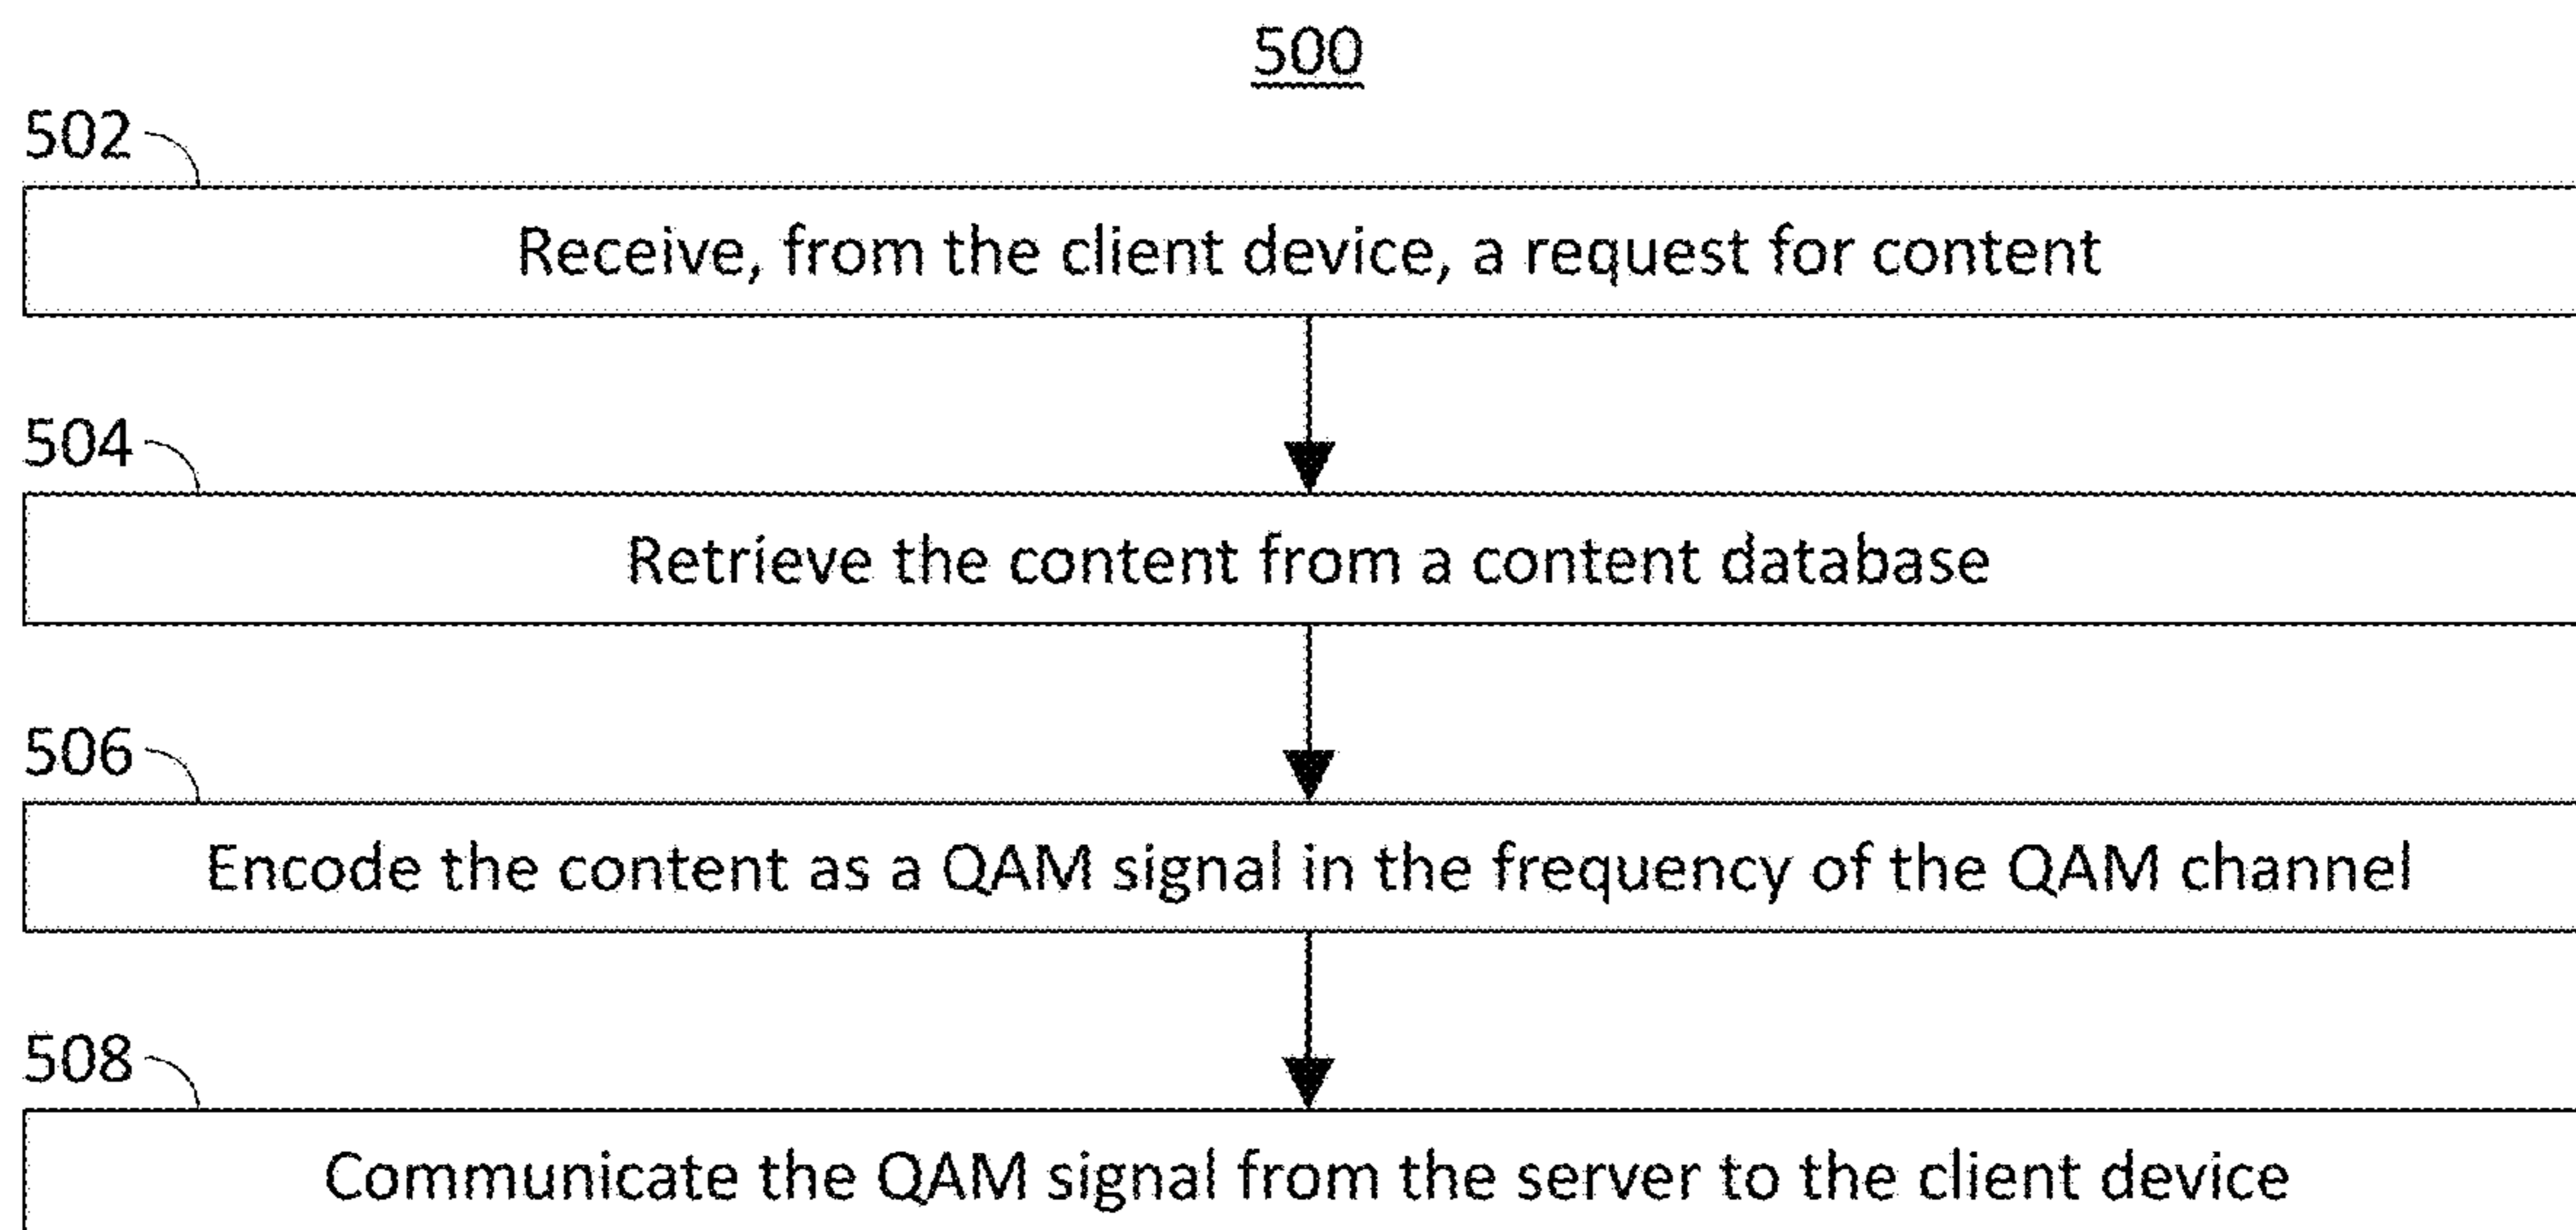 500
502
Receive, from the client device, a request for content
504
Retrieve the content from a content database
506
Encode the content as a QAM signal in the frequency of the QAM channel
508
Communicate the QAM signal from the server to the client device